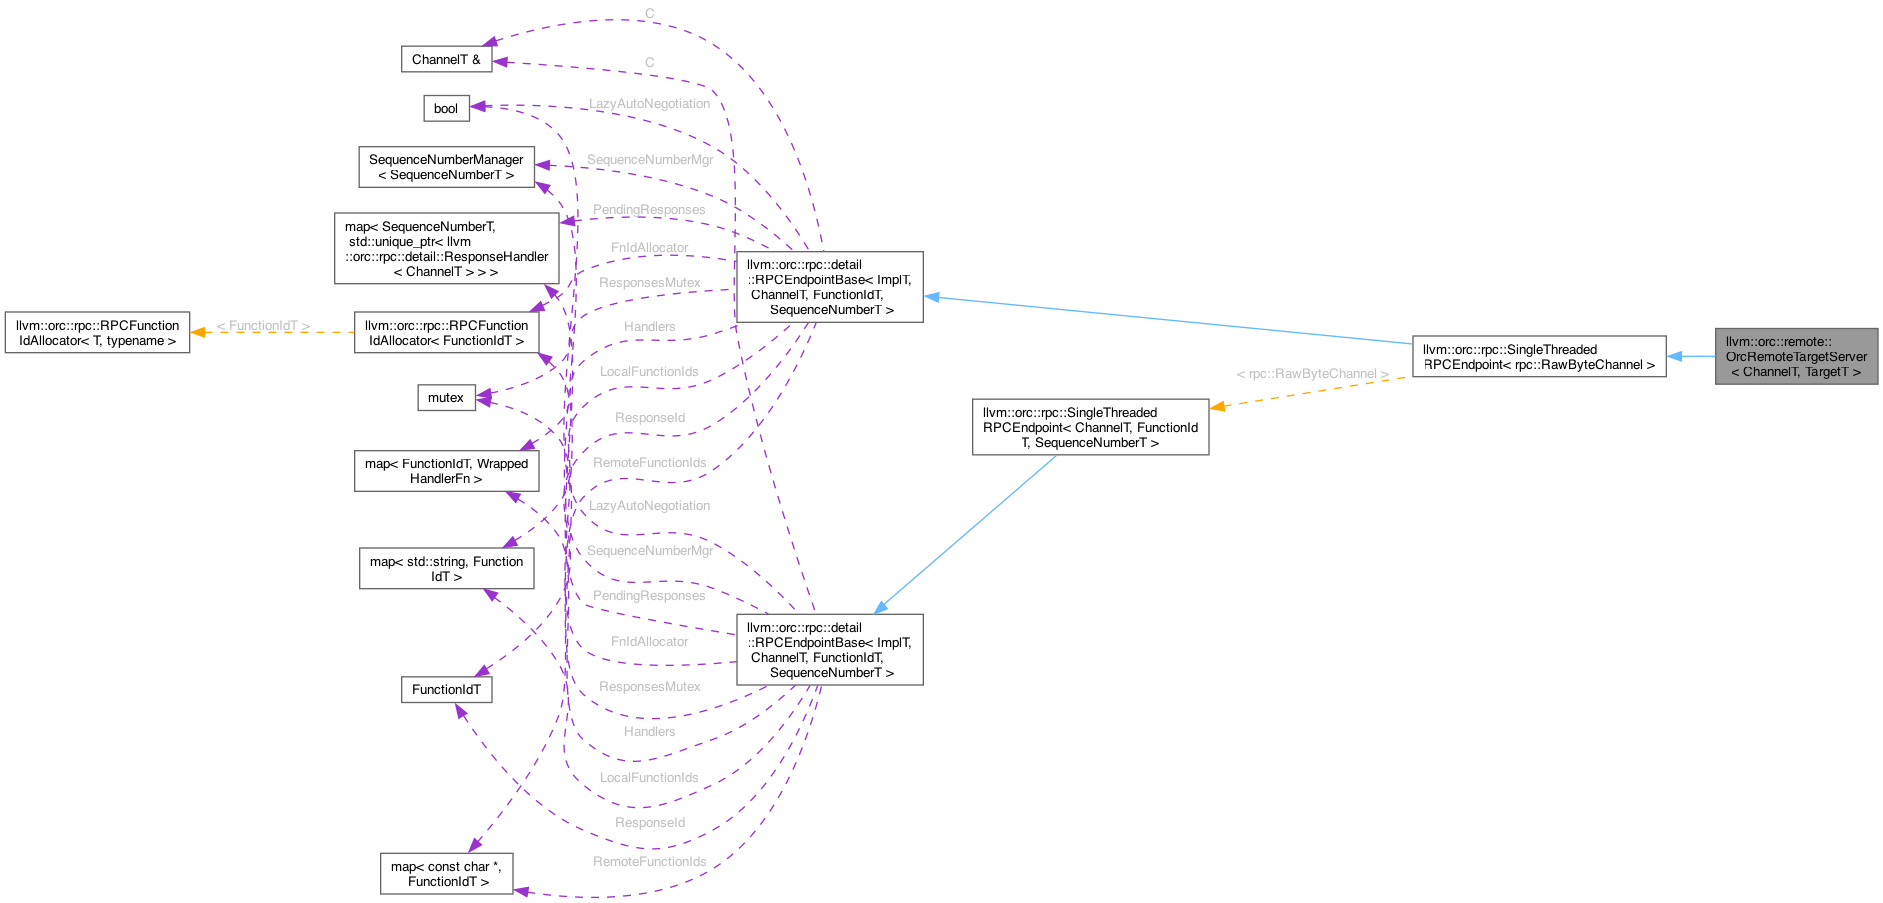 C
ChannelT &
C
LazyAutoNegotiation
bool
SequenceNumberMgr
SequenceNumberManager
< SequenceNumberT >
PendingResponses
map< SequenceNumberT,
std::unique_ptr< llvm
::orc::rpc::detail::ResponseHandler
< ChannelT > > >
FnIdAllocator
llvm::orc::rpc::detail
::RPCEndpointBase< ImplT,
ChannelT, FunctionIdT,
SequenceNumberT >
ResponsesMutex
llvm::orc::rpc::RPCFunction
IdAllocator< T, typename >
< FunctionIdT >
llvm::orc::rpc::RPCFunction
IdAllocator< FunctionIdT >
Handlers
llvm::orc::rpc::SingleThreaded
RPCEndpoint< rpc::RawByteChannel >
llvm::orc::remote::
OrcRemoteTargetServer
< ChannelT, TargetT >
LocalFunctionIds
< rpc::RawByteChannel >
mutex
ResponseId
llvm::orc::rpc::SingleThreaded
RPCEndpoint< ChannelT, FunctionId
T, SequenceNumberT >
RemoteFunctionIds
map< FunctionIdT, Wrapped
HandlerFn >
LazyAutoNegotiation
SequenceNumberMgr
map< std::string, Function
IdT >
PendingResponses
FnIdAllocator
llvm::orc::rpc::detail
::RPCEndpointBase< ImplT,
ChannelT, FunctionIdT,
SequenceNumberT >
ResponsesMutex
FunctionIdT
Handlers
LocalFunctionIds
ResponseId
RemoteFunctionIds
map< const char *,
FunctionIdT >